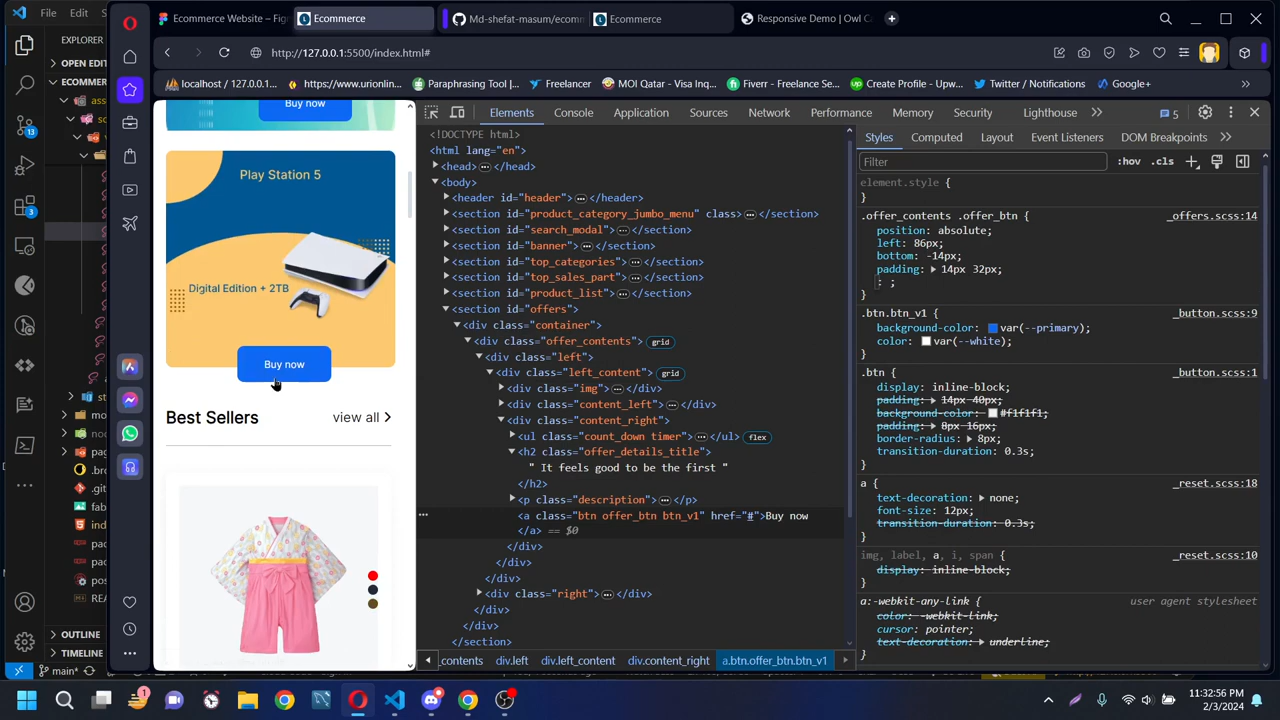 File
Edit
Ecommerce Website – Figm
Ecommerce
Md-shefat-masum/ecomm
Ecommerce
Responsive Demo | Owl Ca
http://127.0.0.1:5500/index.html#
localhost / 127.0.0.1...
https://www.urionlin...
Paraphrasing Tool |...
Freelancer
MOI Qatar - Visa Inq...
Fiverr - Freelance Se...
Create Profile - Upw...
Twitter / Notifications
Google+
EXPLORER
OPEN EDIT
ECOMMERC
13
3
OUTLINE
TIMELINE
main*
Buy now
Play Station 5
Digital Edition + 2TB
Buy now
Best Sellers
view all
Elements Console Application Sources Network Performance Memory Security Lighthouse 5
<!DOCTYPE html>
<html lang="en">
<head> </head>
<body>
<header id="header"> </header>
<section id="product_category_jumbo_menu" class> </section>
<section id="search_modal"> </section>
<section id="banner"> </section>
<section id="top_categories"> </section>
<section id="top_sales_part"> </section>
<section id="product_list"> </section>
<section id="offers">
<div class="container">
<div class="offer_contents"> grid
<div class="left">
<div class="left_content"> grid
<div class="img"> </div>
<div class="content_left"> </div>
<div class="content_right">
<ul class="count_down timer"> </ul> flex
<h2 class="offer_details_title">
" It feels good to be the first "
</h2>
<p class="description"> </p>
<a class="btn offer_btn btn_v1" href="#">Buy now
</a> == $0
</div>
</div>
</div>
<div class="right"> </div>
</div>
</div>
</section>
_contents div.left div.left_content div.content_right a.btn.offer_btn.btn_v1
Styles Computed Layout Event Listeners DOM Breakpoints
Filter
:hov .cls
element.style {
}
.offer_contents .offer_btn { _offers.scss:14
position: absolute;
left: 86px;
bottom: -14px;
padding: 14px 32px;
: ;
}
.btn.btn_v1 { _button.scss:9
background-color: var(--primary);
color: var(--white);
}
.btn { _button.scss:1
display: inline-block;
padding: 14px 40px;
background-color: #f1f1f1;
padding: 8px 16px;
border-radius: 8px;
transition-duration: 0.3s;
}
a { _reset.scss:18
text-decoration: none;
font-size: 12px;
transition-duration: 0.3s;
}
img, label, a, i, span { _reset.scss:10
display: inline-block;
}
a:-webkit-any-link { user agent stylesheet
color: -webkit-link;
cursor: pointer;
text-decoration: underline;
11:32:56 PM
2/3/2024